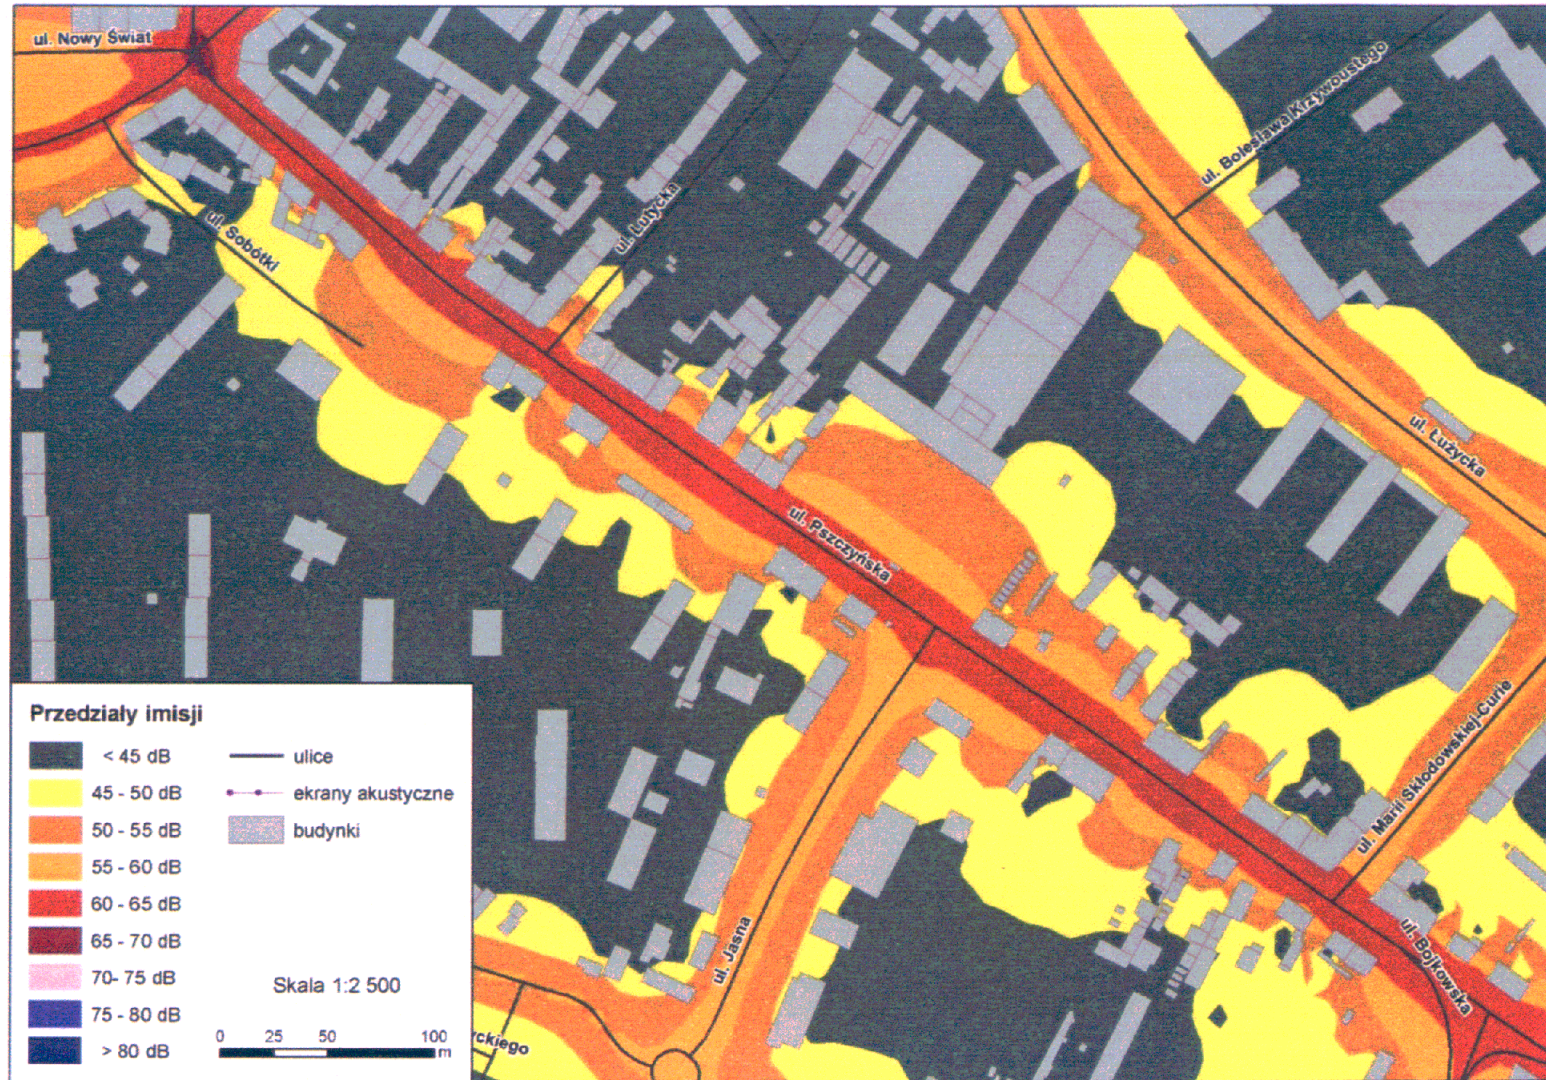 ul. Nowy Świat
ul. Bolesława Krzywoustego
ul. Łużycka
ul. Sobótki
ul. Łużycka
ul. Pszczyńska
ul. Marii Skłodowskiej-Curie
ul. Jasna
ul. Bojkowska
yckiego
Przedziały imisji
< 45 dB
ulice
45 - 50 dB
ekrany akustyczne
50 - 55 dB
budynki
55 - 60 dB
60 - 65 dB
65 - 70 dB
70- 75 dB
Skala 1:2 500
75 - 80 dB
0 25 50 100
m
> 80 dB